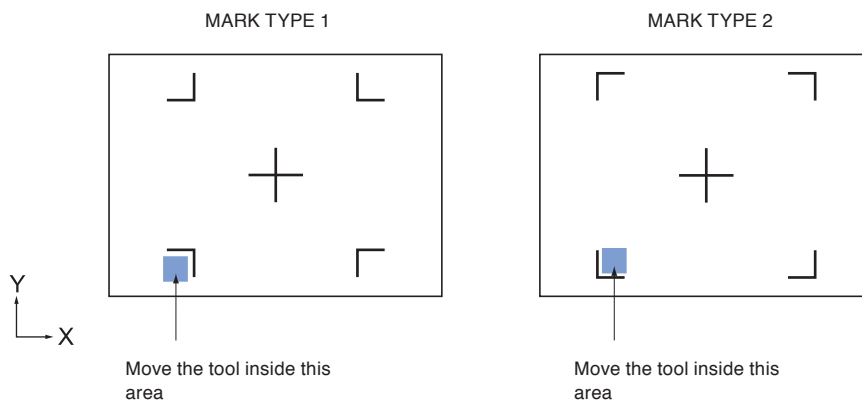 MARK TYPE 1
MARK TYPE 2
Y
X
Move the tool inside this
area
Move the tool inside this
area